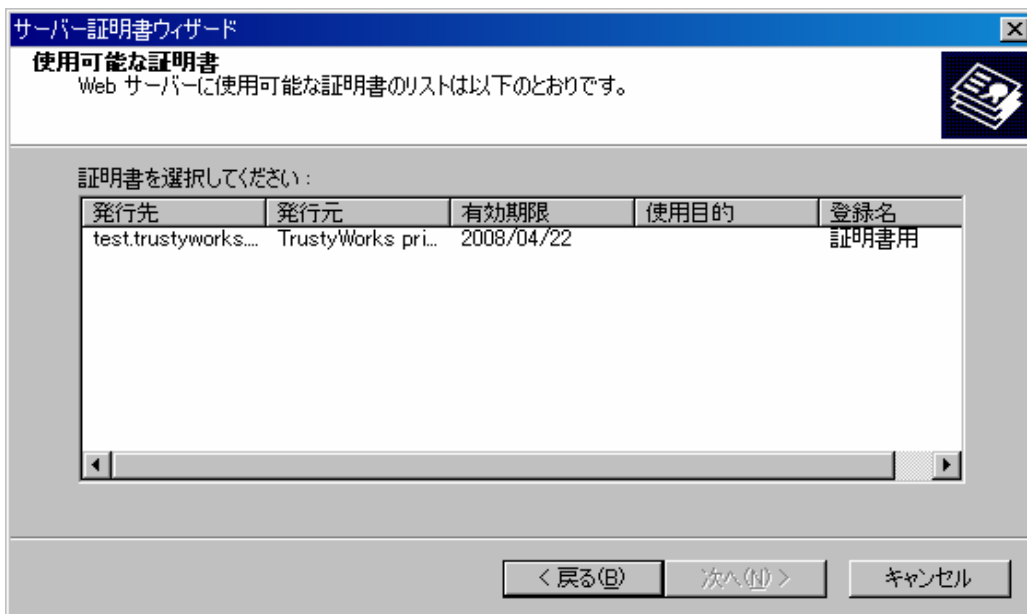 サーバー証明書ウィザード
使用可能な証明書
Web サーバーに使用可能な証明書のリストは以下のとおりです。
証明書を選択してください:
発行先 発行元 有効期限 使用目的 登録名
test.trustyworks.... TrustyWorks pri... 2008/04/22 証明書用
< 戻る(B) 次へ(N) > キャンセル